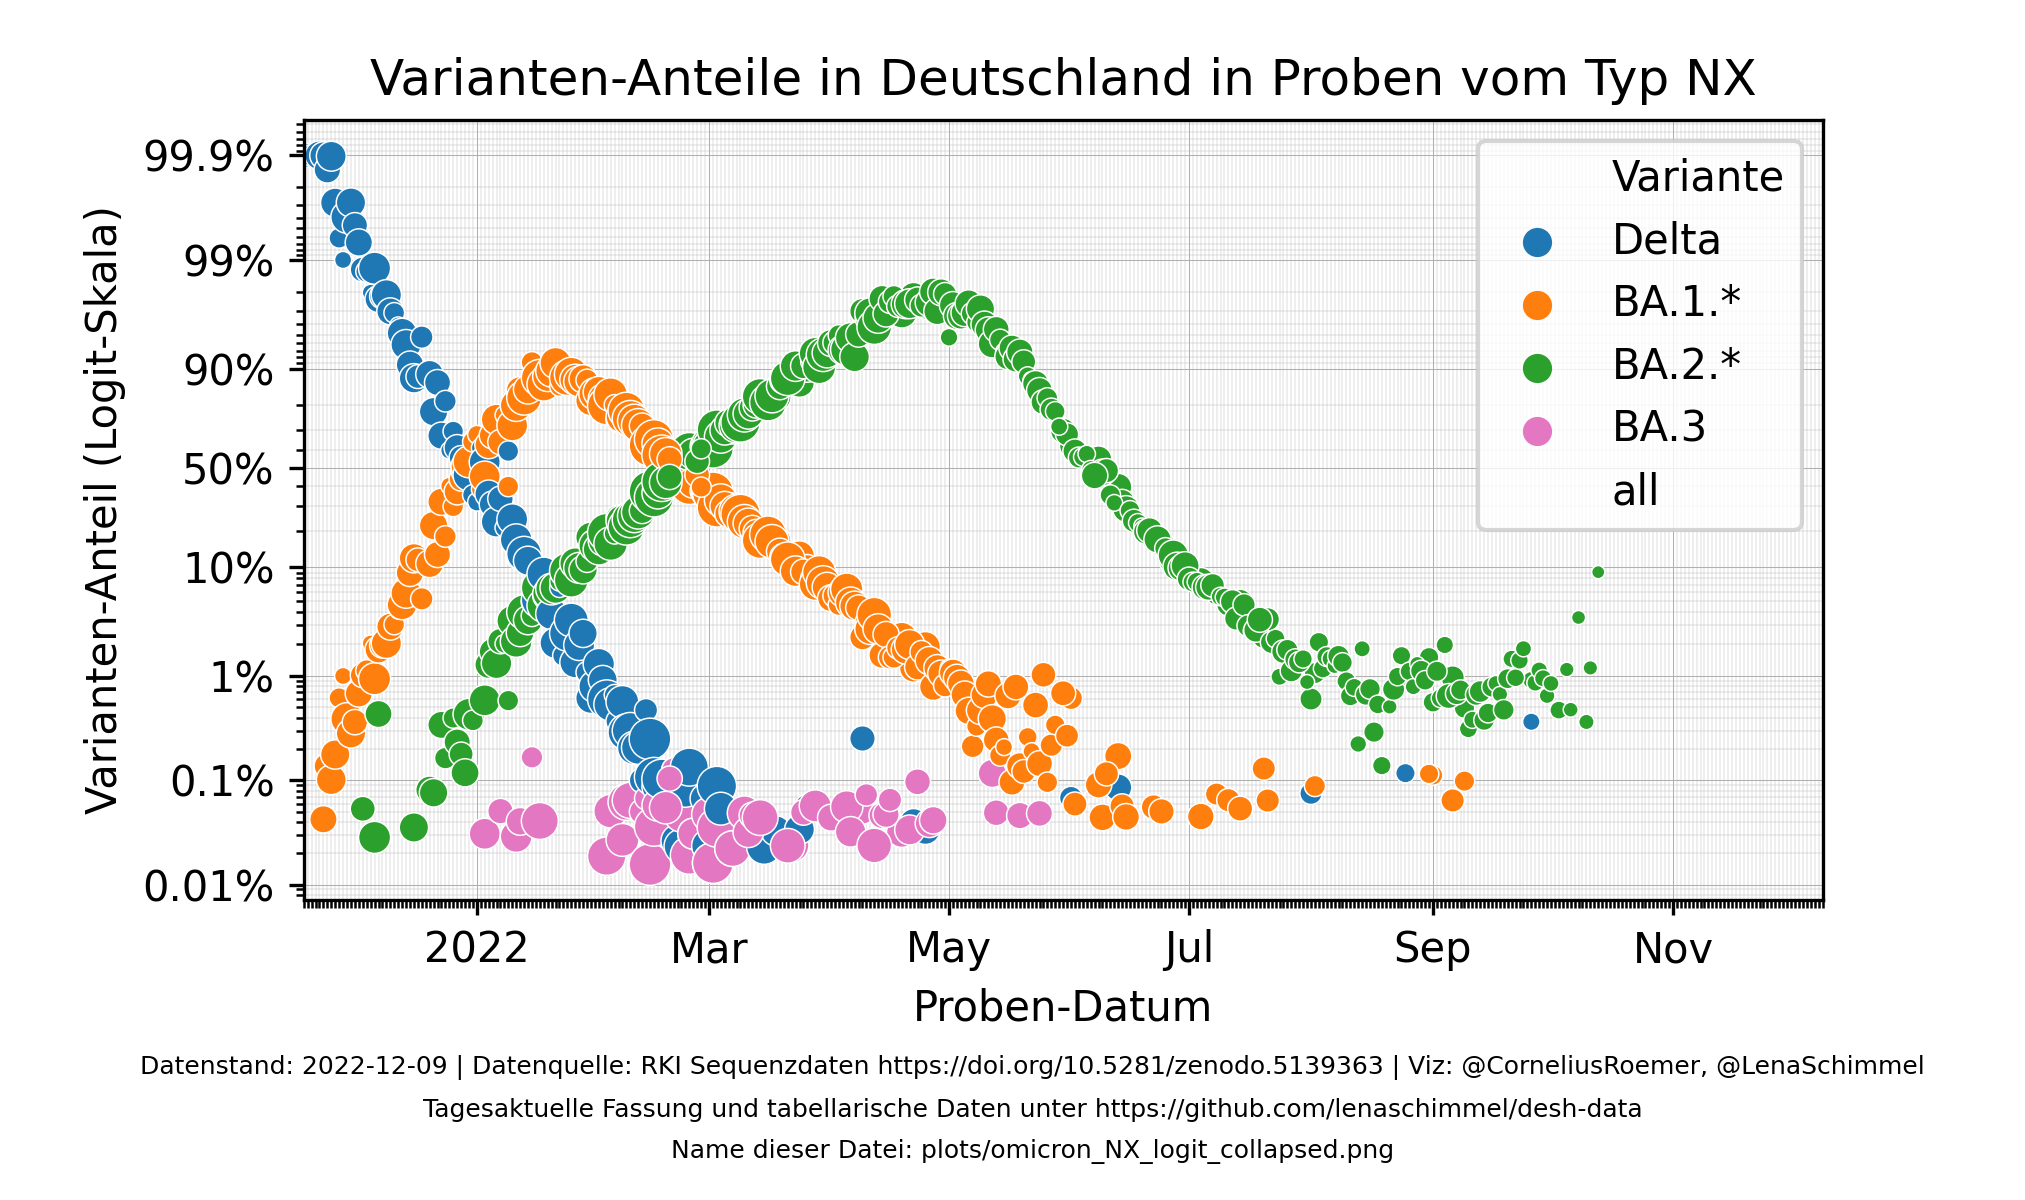 Varianten-Anteile in Deutschland in Proben vom Typ NX
Varianten-Anteil (Logit-Skala)
99.9%
99%
90%
50%
10%
1%
0.1%
0.01%
Variante
Delta
BA.1.*
BA.2.*
BA.3
all
2022
Mar
May
Jul
Sep
Nov
Proben-Datum
Datenstand: 2022-12-09 | Datenquelle: RKI Sequenzdaten https://doi.org/10.5281/zenodo.5139363 | Viz: @CorneliusRoemer, @LenaSchimmel
Tagesaktuelle Fassung und tabellarische Daten unter https://github.com/lenaschimmel/desh-data
Name dieser Datei: plots/omicron_NX_logit_collapsed.png